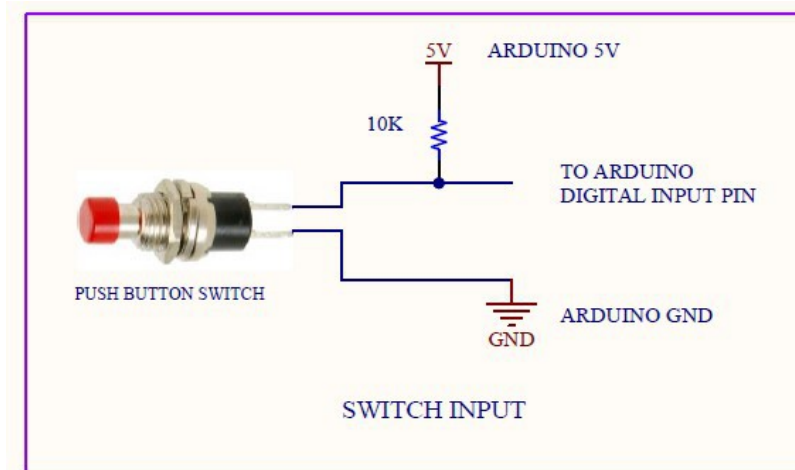 5V
ARDUINO 5V
10K
TO ARDUINO
DIGITAL INPUT PIN
PUSH BUTTON SWITCH
ARDUINO GND
GND
SWITCH INPUT